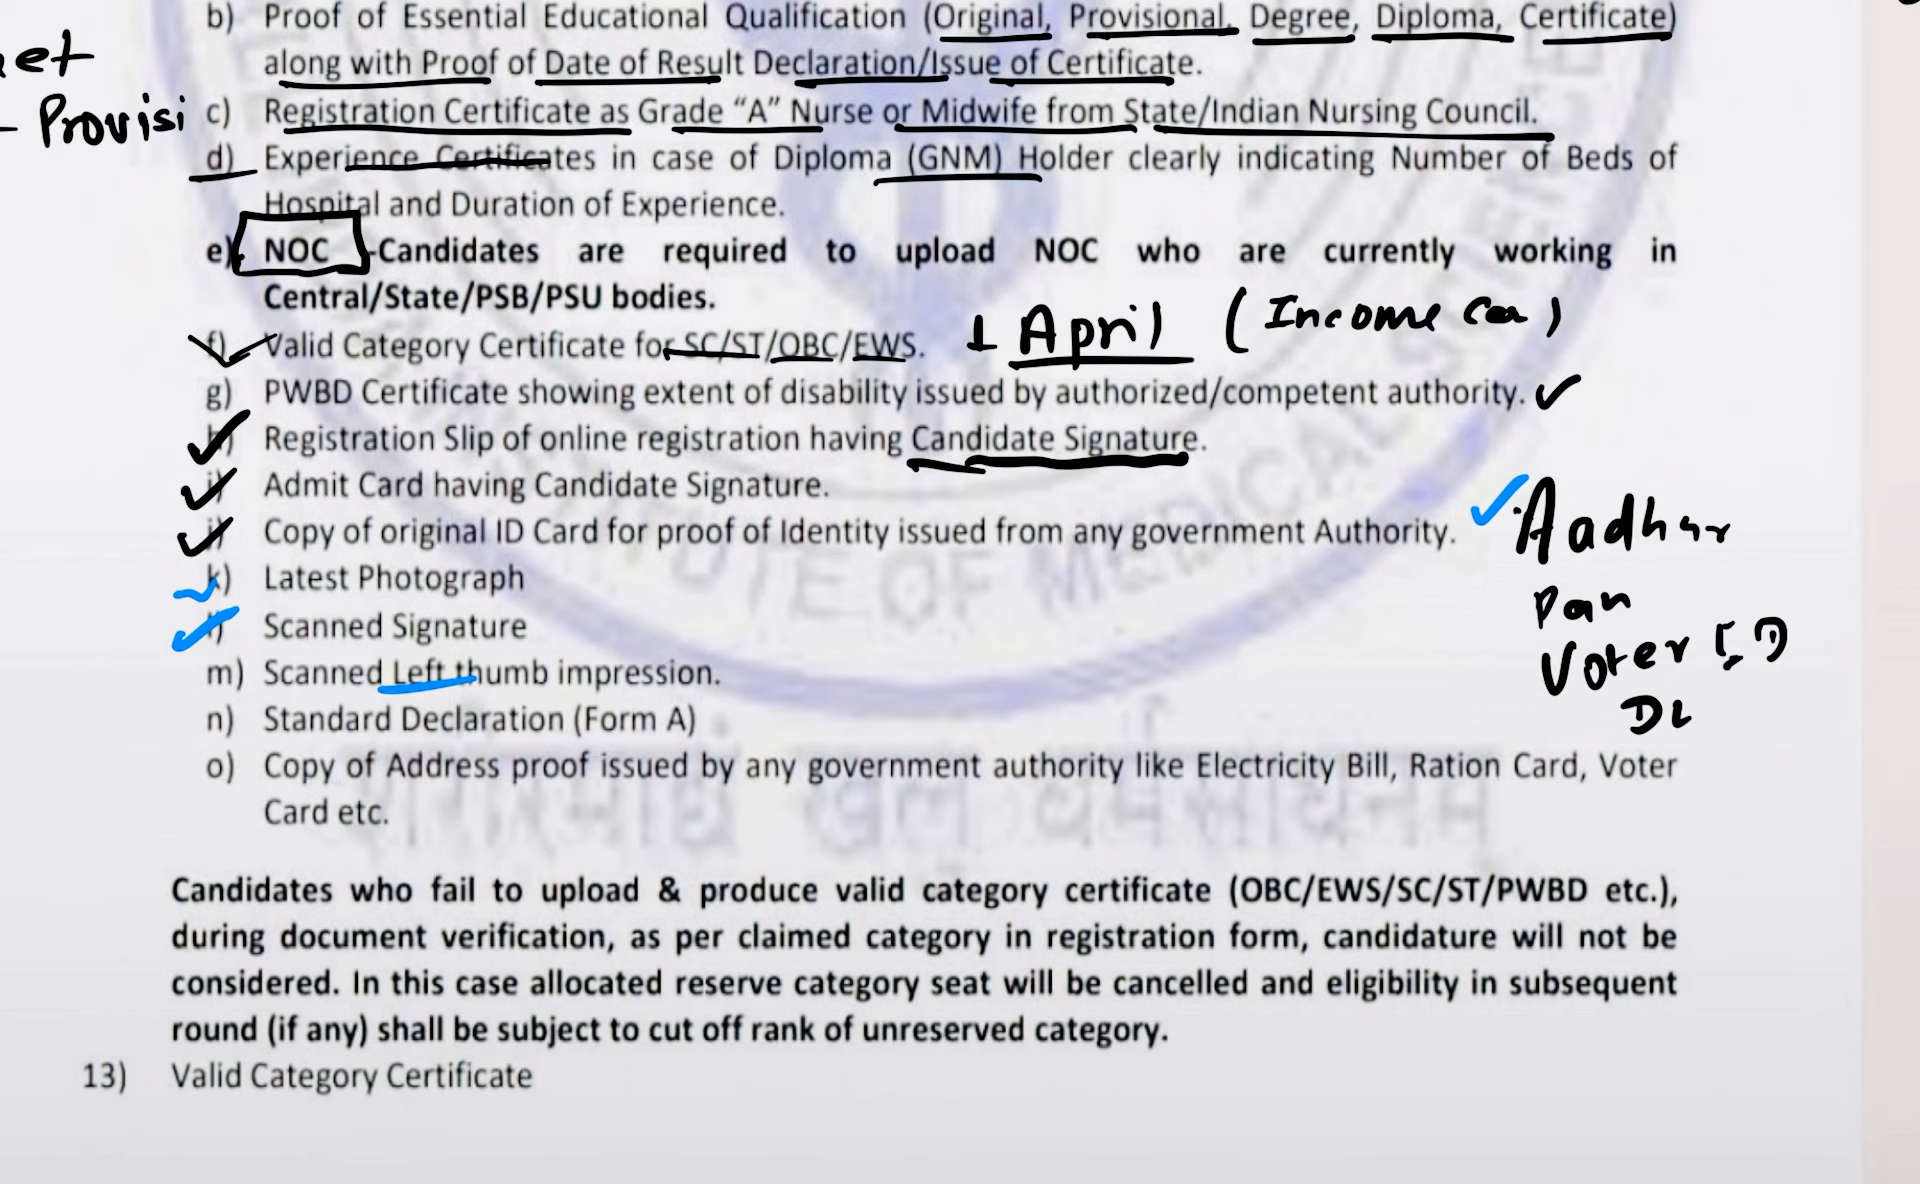 b) Proof of Essential Educational Qualification (Original, Provisional, Degree, Diploma, Certificate)
along with Proof of Date of Result Declaration/Issue of Certificate.
- Provisi
c) Registration Certificate as Grade “A” Nurse or Midwife from State/Indian Nursing Council.
d) Experience Certificates in case of Diploma (GNM) Holder clearly indicating Number of Beds of
Hospital and Duration of Experience.
e) NOC -Candidates are required to upload NOC who are currently working in
Central/State/PSB/PSU bodies.
f) Valid Category Certificate for SC/ST/OBC/EWS. 1 April (Income )
g) PWBD Certificate showing extent of disability issued by authorized/competent authority.
h) Registration Slip of online registration having Candidate Signature.
i) Admit Card having Candidate Signature.
j) Copy of original ID Card for proof of Identity issued from any government Authority. Aadhar
k) Latest Photograph
Pan
l) Scanned Signature
Voter ID
m) Scanned Left thumb impression.
DL
n) Standard Declaration (Form A)
o) Copy of Address proof issued by any government authority like Electricity Bill, Ration Card, Voter
Card etc.
Candidates who fail to upload & produce valid category certificate (OBC/EWS/SC/ST/PWBD etc.),
during document verification, as per claimed category in registration form, candidature will not be
considered. In this case allocated reserve category seat will be cancelled and eligibility in subsequent
round (if any) shall be subject to cut off rank of unreserved category.
13) Valid Category Certificate